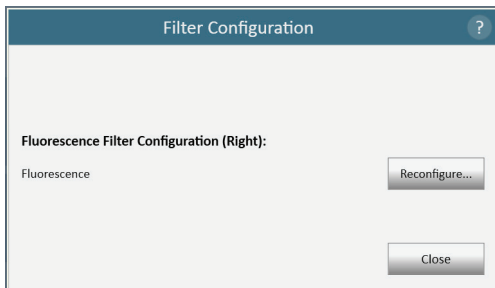 Filter Configuration
?
Fluorescence Filter Configuration (Right):
Fluorescence
Reconfigure...
Close